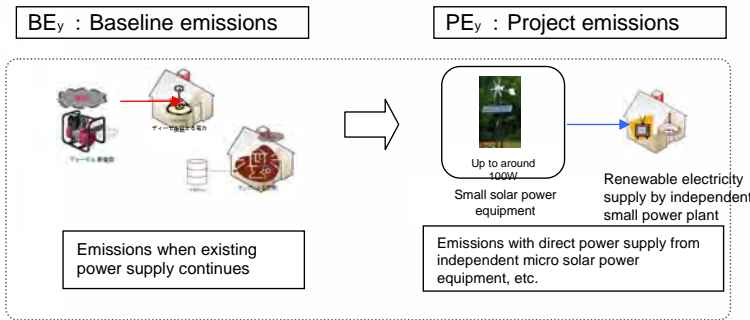 BEy : Baseline emissions
PEy : Project emissions
Up to around
100W
Small solar power
equipment
Renewable electricity
supply by independent
small power plant
Emissions when existing
power supply continues
Emissions with direct power supply from
independent micro solar power
equipment, etc.